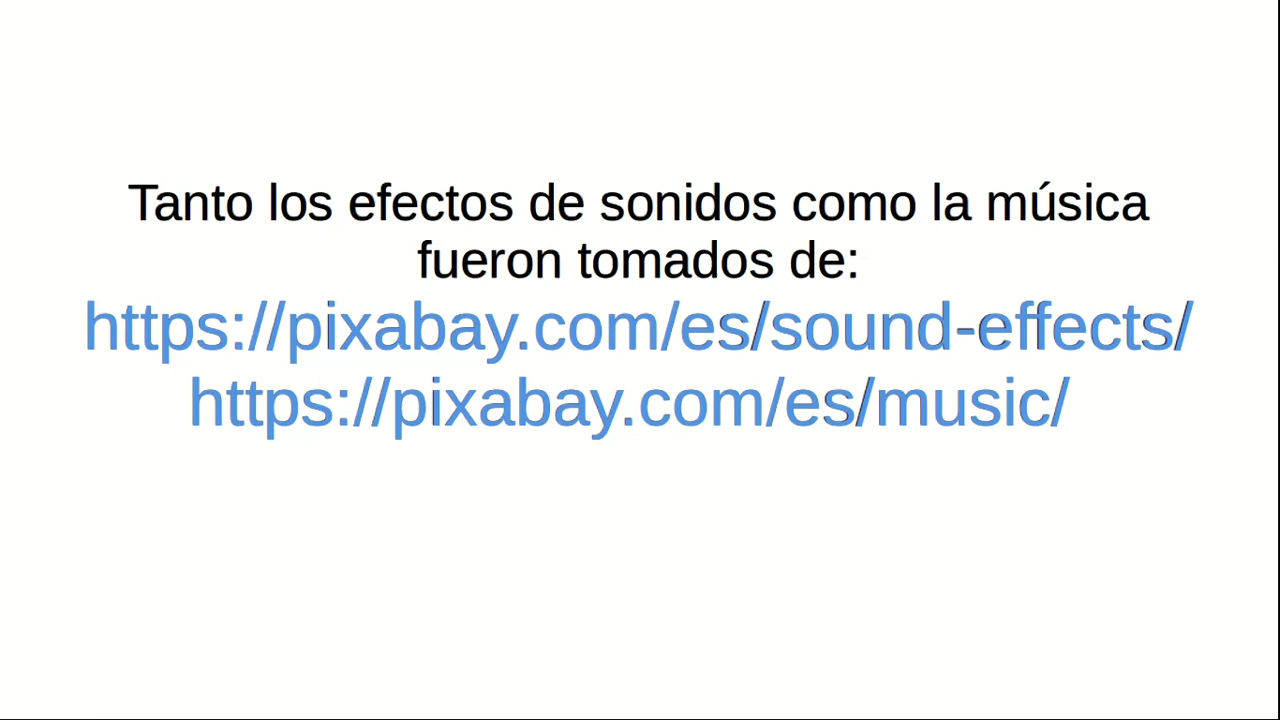 Tanto los efectos de sonidos como la música
fueron tomados de:
https://pixabay.com/es/sound-effects/
https://pixabay.com/es/music/